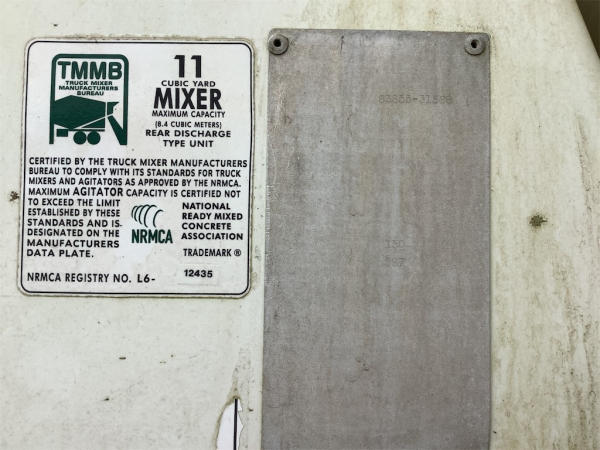 TMMB
TRUCK MIXER
MANUFACTURERS
BUREAU
11
CUBIC YARD
MIXER
MAXIMUM CAPACITY
(8.4 CUBIC METERS)
REAR DISCHARGE
TYPE UNIT
CERTIFIED BY THE TRUCK MIXER MANUFACTURERS
BUREAU TO COMPLY WITH ITS STANDARDS FOR TRUCK
MIXERS AND AGITATORS AS APPROVED BY THE NRMCA.
MAXIMUM AGITATOR CAPACITY IS CERTIFIED NOT
TO EXCEED THE LIMIT
ESTABLISHED BY THESE
STANDARDS AND IS
DESIGNATED ON THE
MANUFACTURERS
DATA PLATE.
NRMCA
NATIONAL
READY MIXED
CONCRETE
ASSOCIATION
TRADEMARK ®
NRMCA REGISTRY NO. L6- 12435